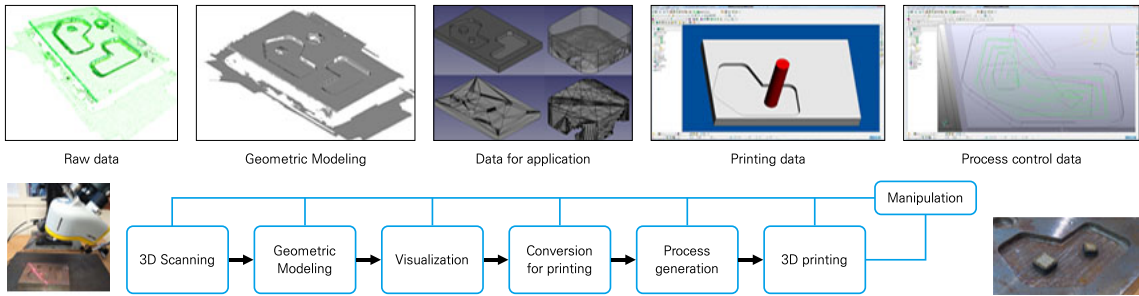 Raw data
Geometric Modeling
Data for application
Printing data
Process control data
Manipulation
3D Scanning
Geometric
Modeling
Visualization
Conversion
for printing
Process
generation
3D printing